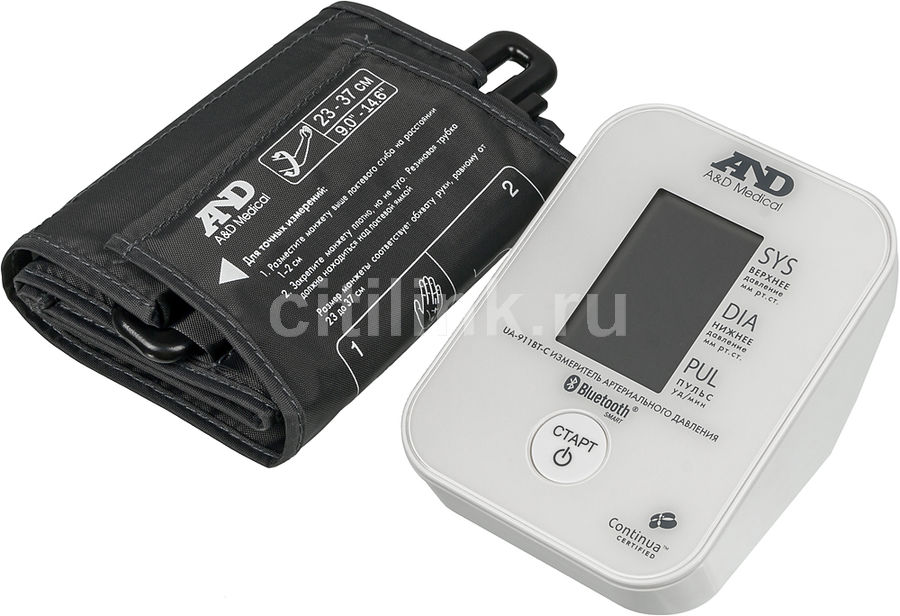 23 - 37 СМ
9.0" - 14.6"
AND
A&D Medical
Для точных измерений:
1. Разместите манжету выше локтевого сгиба на расстоянии
1-2 см
2. Закрепите манжету плотно, но не туго. Резиновая трубка
должна находиться над локтевой ямкой
Размер манжеты соответствует обхвату руки, равному от
23 до 37 см
1
2
citilink.ru
AND
A&D Medical
SYS
ВЕРХНЕЕ
давление
мм рт.ст.
DIA
НИЖНЕЕ
давление
мм рт.ст.
PUL
пульс
уд/мин
UA-911BT-C ИЗМЕРИТЕЛЬ АРТЕРИАЛЬНОГО ДАВЛЕНИЯ
Bluetooth®
SMART
СТАРТ
Continua™
CERTIFIED